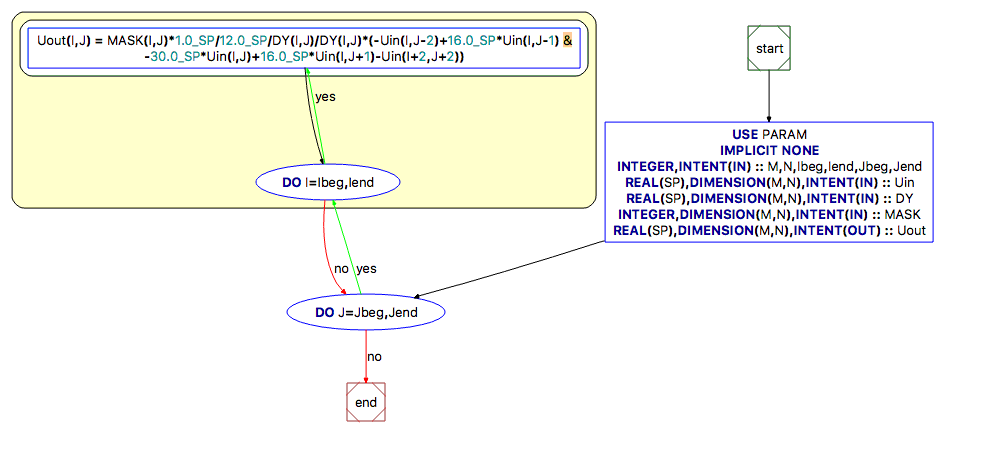 Uout(I,J) = MASK(I,J)*1.0_SP/12.0_SP/DY(I,J)/DY(I,J)*(-Uin(I,J-2)+16.0_SP*Uin(I,J-1) &
-30.0_SP*Uin(I,J)+16.0_SP*Uin(I,J+1)-Uin(I+2,J+2))
start
yes
USE PARAM
IMPLICIT NONE
INTEGER,INTENT(IN) :: M,N,Ibeg,Iend,Jbeg,Jend
REAL(SP),DIMENSION(M,N),INTENT(IN) :: Uin
REAL(SP),DIMENSION(M,N),INTENT(IN) :: DY
INTEGER,DIMENSION(M,N),INTENT(IN) :: MASK
REAL(SP),DIMENSION(M,N),INTENT(OUT) :: Uout
DO I=Ibeg,Iend
no yes
DO J=Jbeg,Jend
no
end